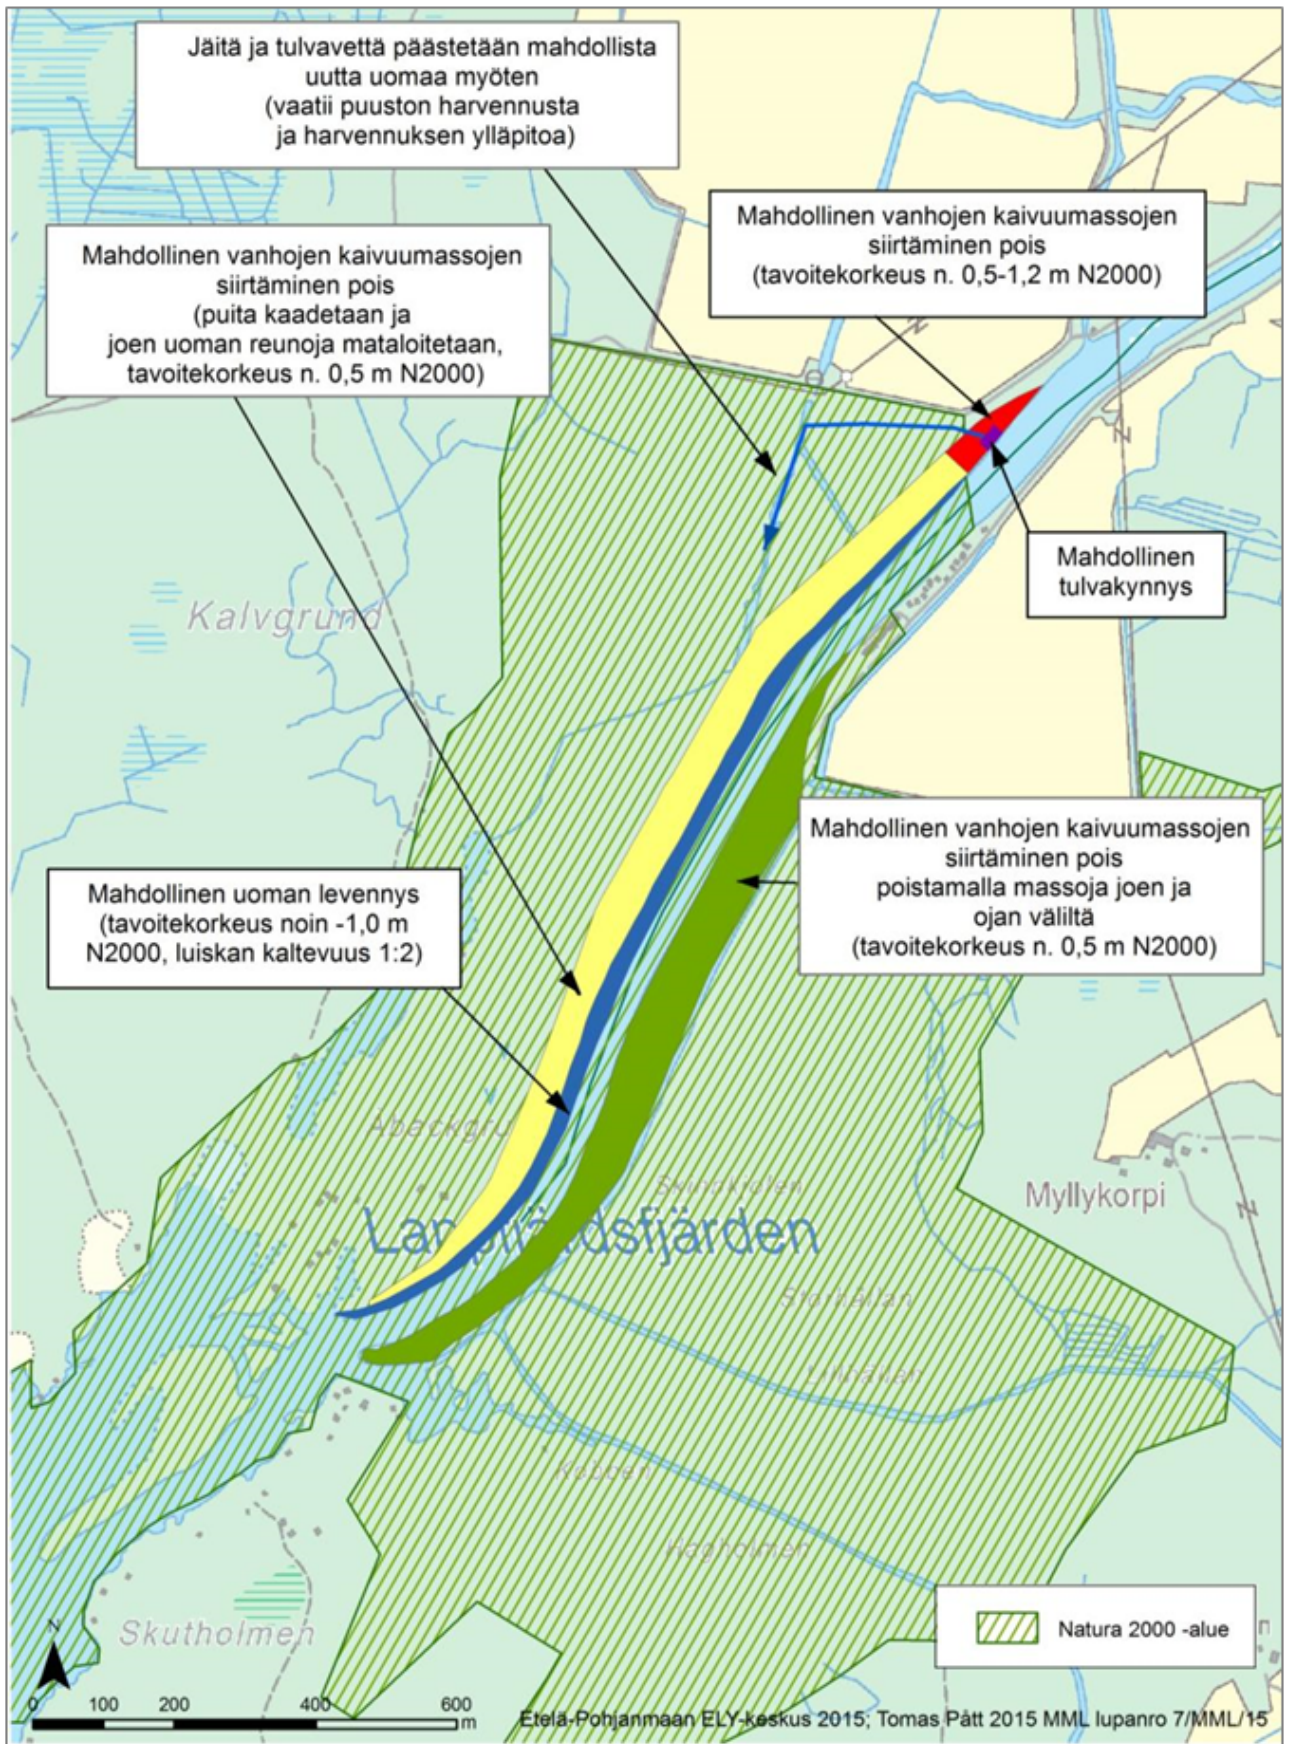 Jäitä ja tulvavettä päästetään mahdollista
uutta uomaa myöten
(vaatii puuston harvennusta
ja harvennuksen ylläpitoa)
Mahdollinen vanhojen kaivuumassojen
siirtäminen pois
(tavoitekorkeus n. 0,5-1,2 m N2000)
Mahdollinen vanhojen kaivuumassojen
siirtäminen pois
(puita kaadetaan ja
joen uoman reunoja mataloitetaan,
tavoitekorkeus n. 0,5 m N2000)
Mahdollinen
tulvakynnys
Kalvgrund
Mahdollinen vanhojen kaivuumassojen
siirtäminen pois
poistamalla massoja joen ja
ojan väliltä
(tavoitekorkeus n. 0,5 m N2000)
Mahdollinen uoman levennys
(tavoitekorkeus noin -1,0 m
N2000, luiskan kaltevuus 1:2)
Myllykorpi
Storhällan
Lillhällan
Hagholmen
Skutholmen
Natura 2000 -alue
N
0 100 200 400 600
m
Etelä-Pohjanmaan ELY-keskus 2015; Tomas Pått 2015 MML lupanro 7/MML/15